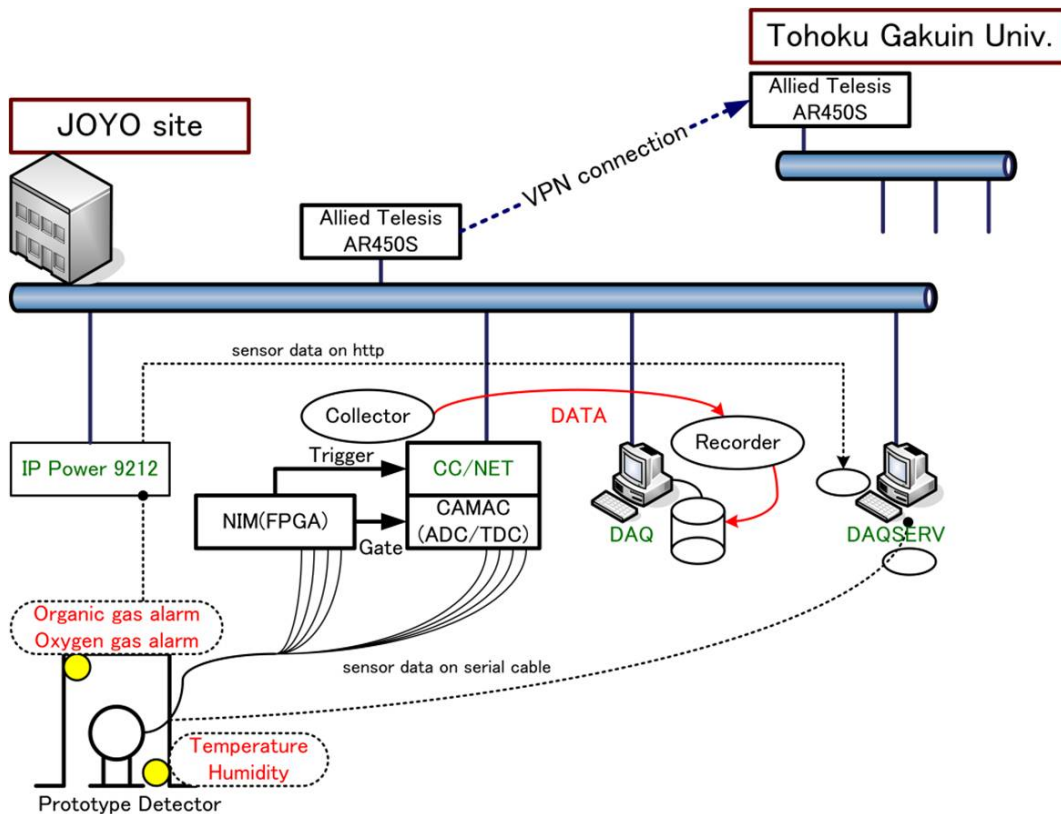 Tohoku Gakuin Univ.
Allied Telesis
AR450S
JOYO site
VPN connection
Allied Telesis
AR450S
sensor data on http
Collector
DATA
Recorder
IP Power 9212
Trigger
CC/NET
NIM(FPGA)
CAMAC
(ADC/TDC)
Gate
DAQ
DAQSERV
Organic gas alarm
Oxygen gas alarm
sensor data on serial cable
Temperature
Humidity
Prototype Detector